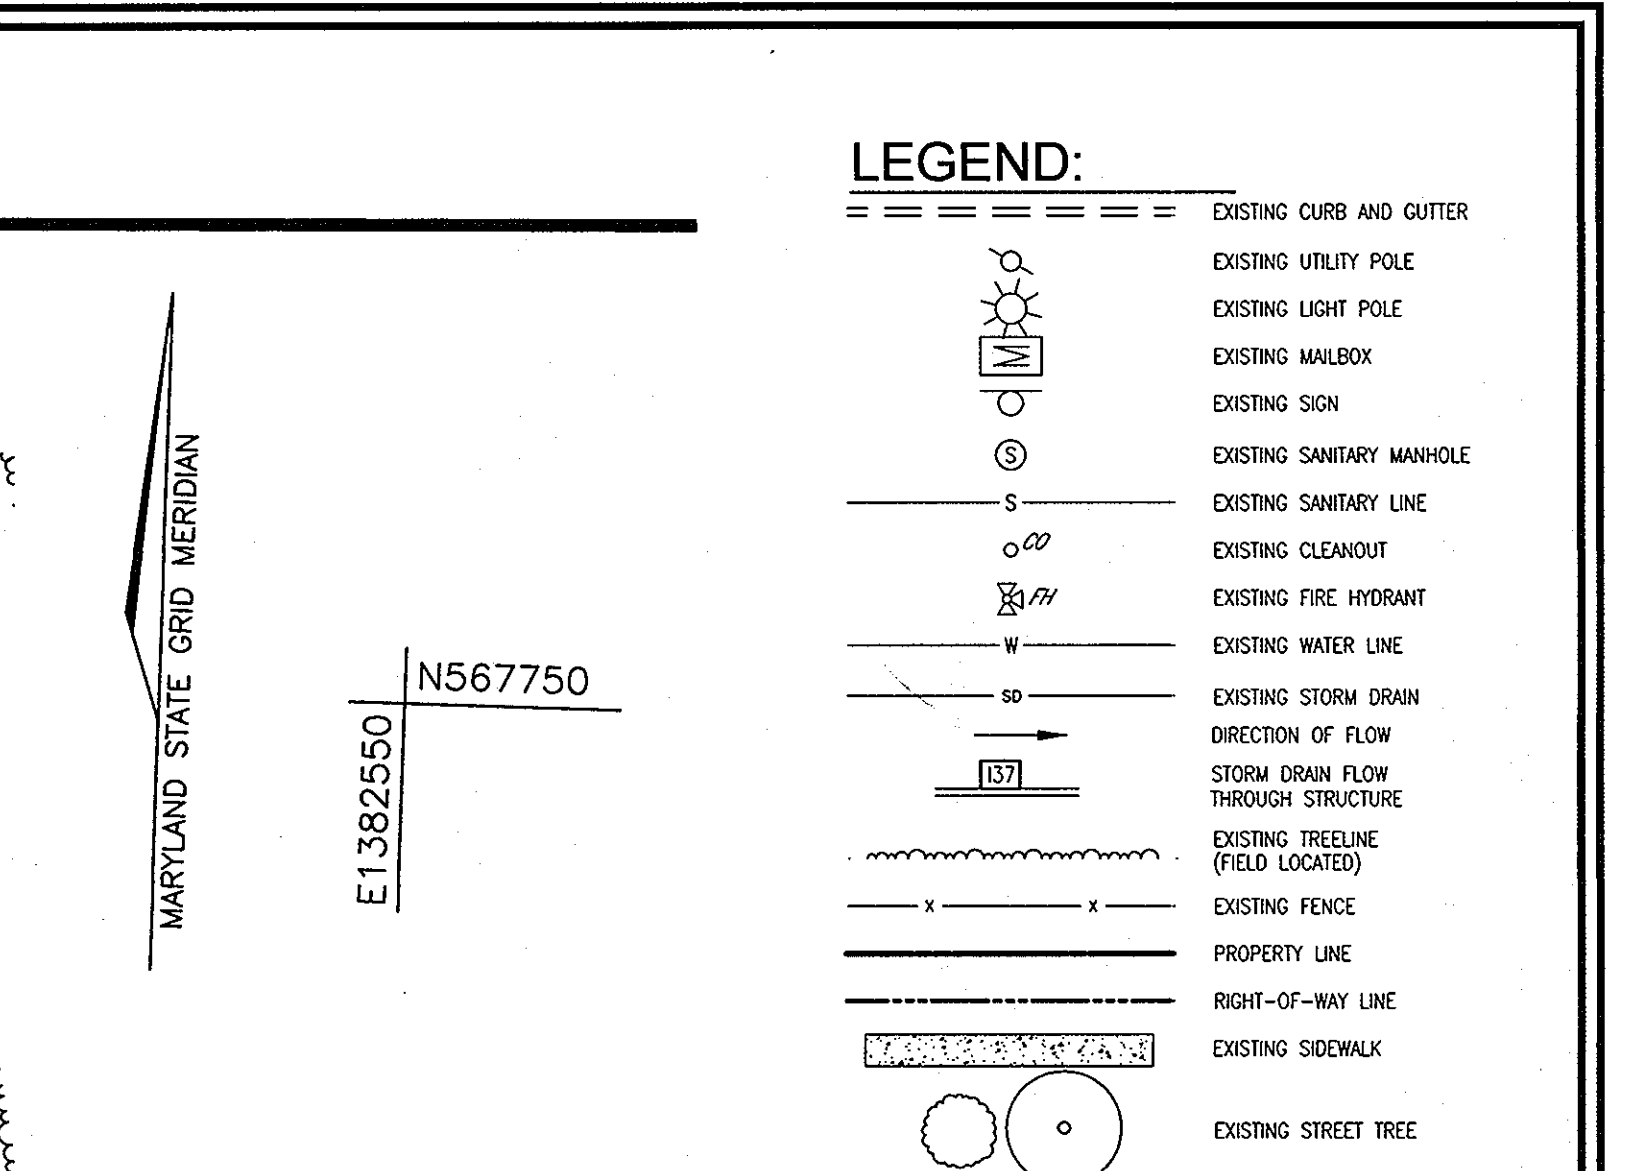 LEGEND:
EXISTING CURB AND GUTTER
EXISTING UTILITY POLE
EXISTING LIGHT POLE
EXISTING MAILBOX
EXISTING SIGN
S EXISTING SANITARY MANHOLE
S EXISTING SANITARY LINE
CO EXISTING CLEANOUT
FH EXISTING FIRE HYDRANT
W EXISTING WATER LINE
SD EXISTING STORM DRAIN
DIRECTION OF FLOW
137 STORM DRAIN FLOW
THROUGH STRUCTURE
EXISTING TREELINE
(FIELD LOCATED)
X X EXISTING FENCE
PROPERTY LINE
RIGHT-OF-WAY LINE
EXISTING SIDEWALK
EXISTING STREET TREE
MARYLAND STATE GRID MERIDIAN
N567750
E1382550